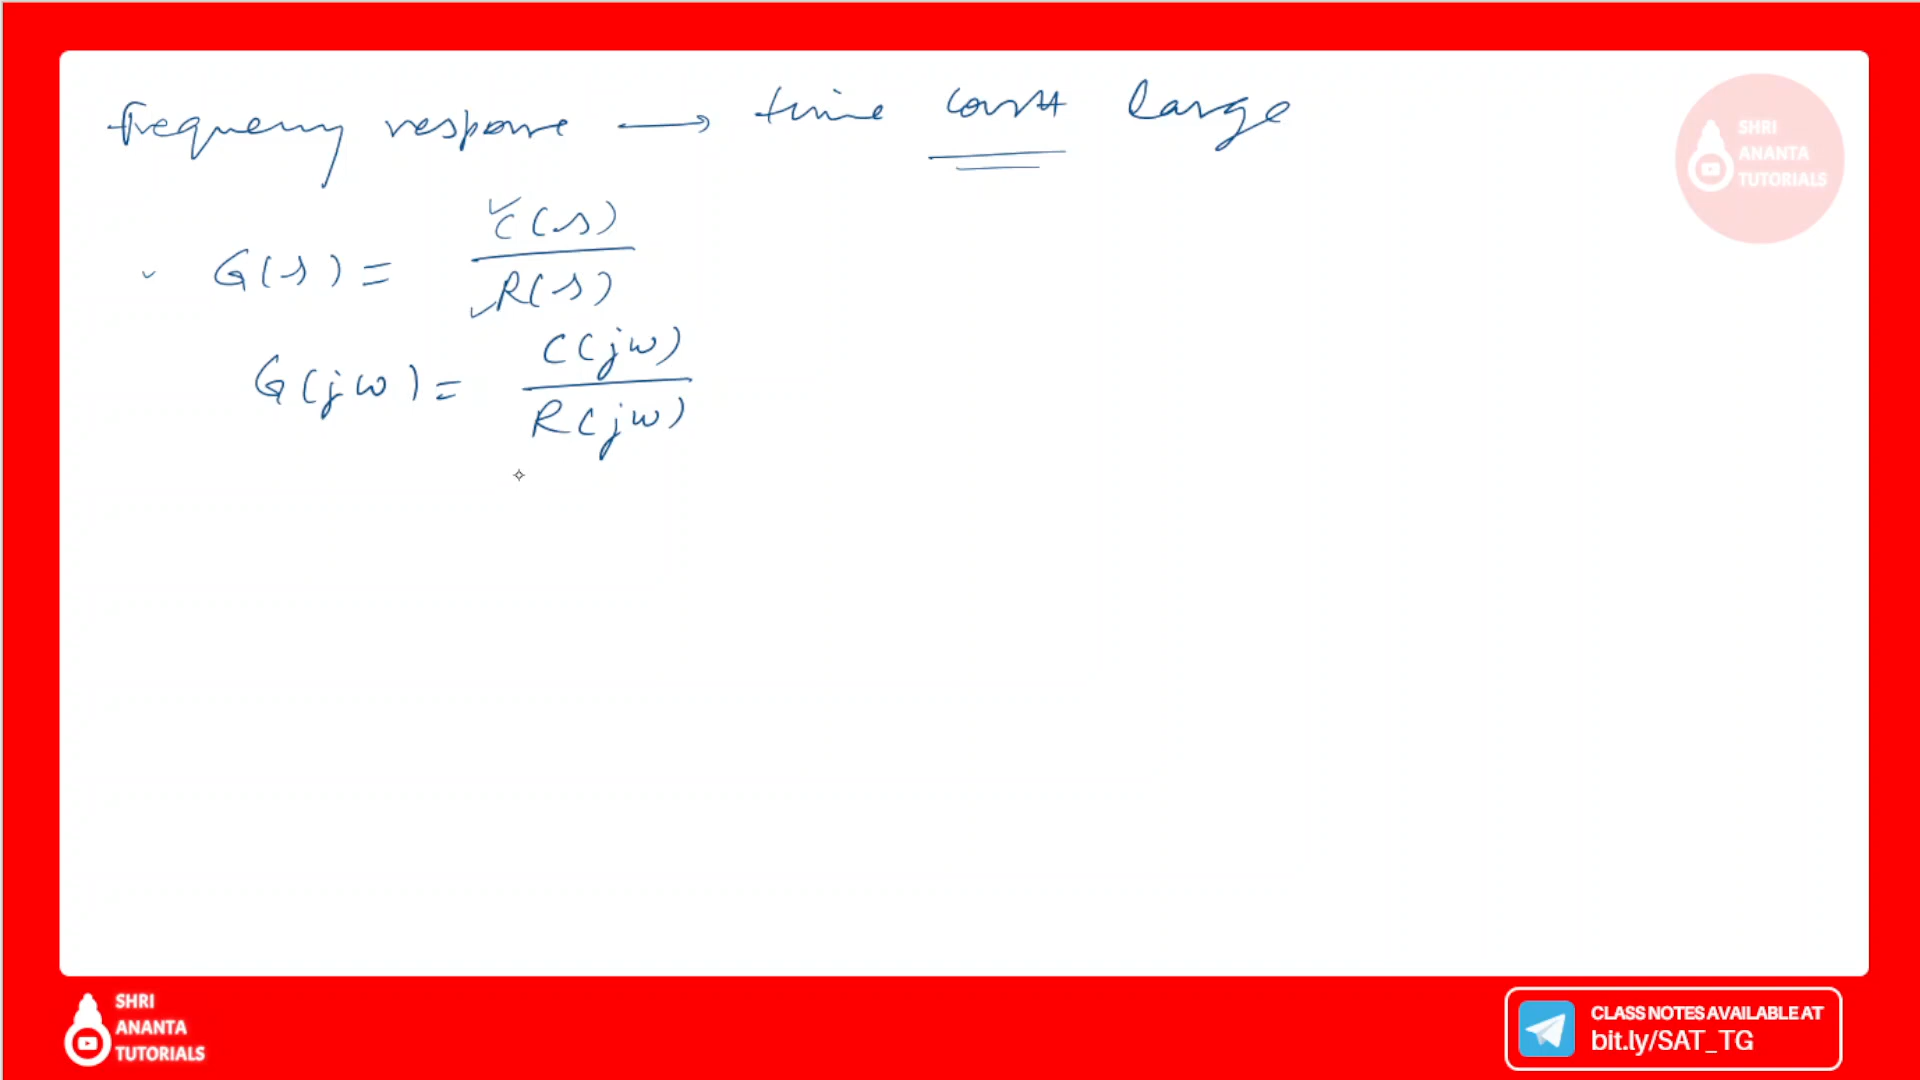 frequency response → time const large
SHRI
ANANTA
TUTORIALS
G(s) = C(s) / R(s)
G(jω) = C(jω) / R(jω)
SHRI
ANANTA
TUTORIALS
CLASS NOTES AVAILABLE AT
bit.ly/SAT_TG